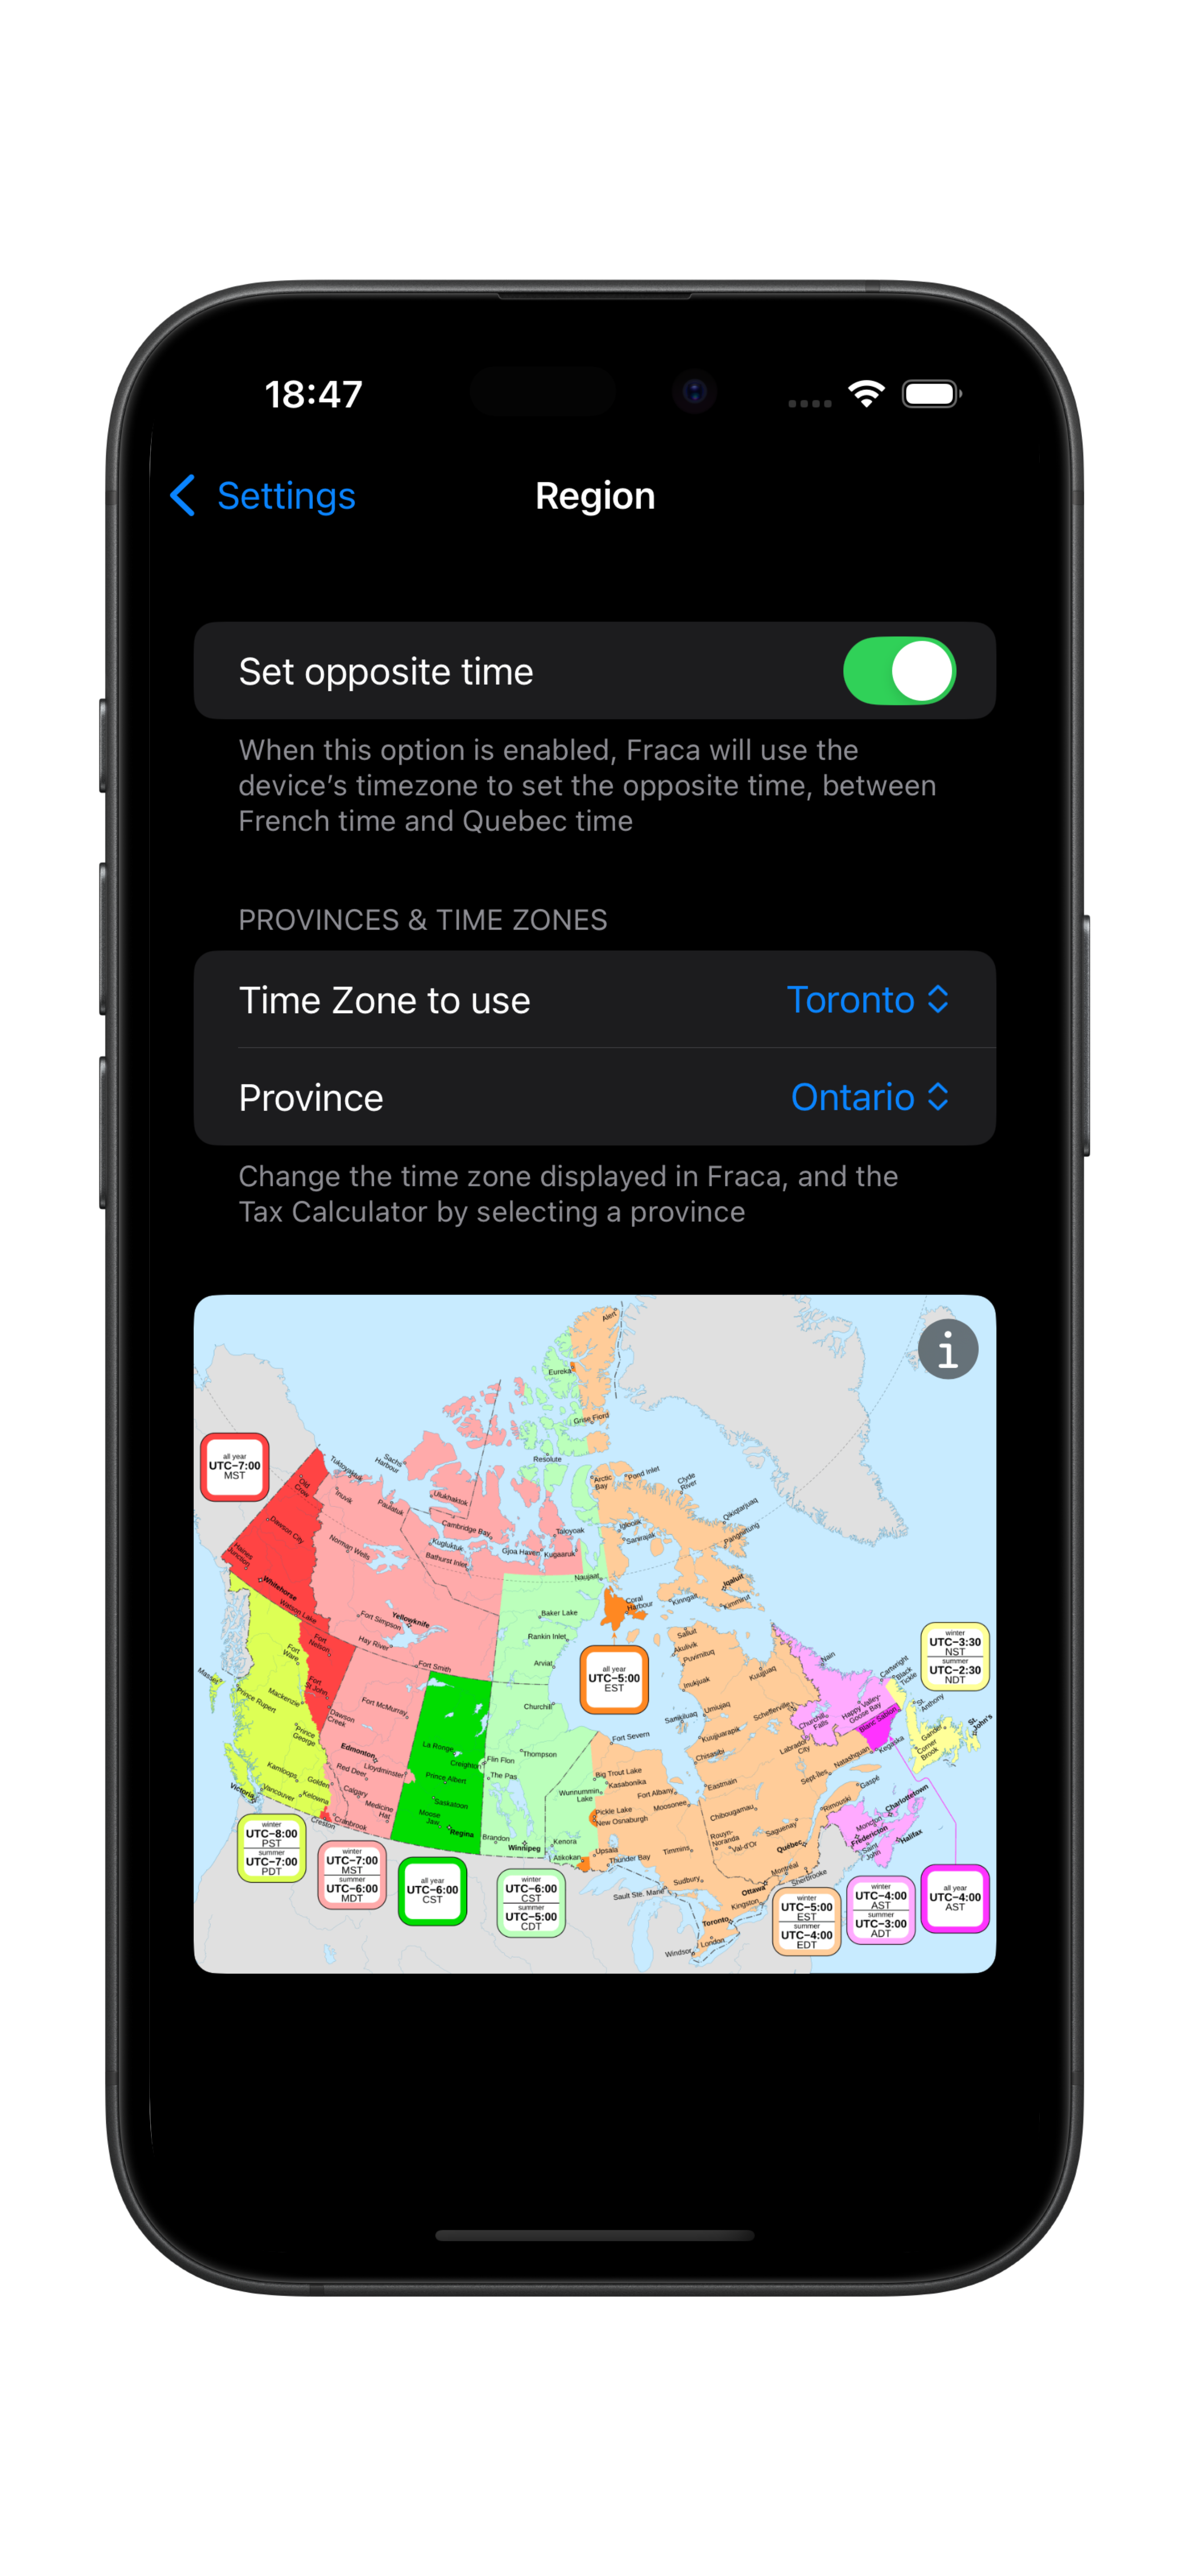 18:47
Settings
Region
Set opposite time
When this option is enabled, Fraca will use the
device's timezone to set the opposite time, between
French time and Quebec time
PROVINCES & TIME ZONES
Time Zone to use
Toronto
Province
Ontario
Change the time zone displayed in Fraca, and the
Tax Calculator by selecting a province
i
Alert
Eureka
Grise Fiord
Resolute
Arctic
Bay
Pond Inlet
Clyde
River
Qikiqtarjuaq
Pangnirtung
Igloolik
Sanirajak
Sachs
Harbour
Tuktoyaktuk
Inuvik
Paulatuk
Ulukhaktok
Cambridge Bay
Kugluktuk
Bathurst Inlet
Gjoa Haven
Taloyoak
Kugaaruk
Naujaat
Old
Crow
Dawson City
Haines
Junction
Whitehorse
Watson Lake
Norman Wells
Fort Simpson
Yellowknife
Hay River
Fort Smith
Baker Lake
Rankin Inlet
Arviat
Coral
Harbour
Kinngait
Kimmirut
Iqaluit
all year
UTC−7:00
MST
all year
UTC−5:00
EST
Salluit
Akulivik
Puvirnituq
Inukjuak
Kuujjuaq
Umiujaq
Sanikiluaq
Kuujjuarapik
Chisasibi
Schefferville
Nain
Churchill
Falls
Happy Valley-
Goose Bay
Labrador
City
Cartwright
Black
Tickle
Blanc Sablon
St.
Anthony
Gander
Corner
Brook
St.
John's
winter
UTC−3:30
NST
summer
UTC−2:30
NDT
Masset
Prince Rupert
Fort
Ware
Fort
Nelson
Fort
St. John
Mackenzie
Dawson
Creek
Prince
George
Kamloops
Golden
Vancouver
Kelowna
Victoria
Creston
Cranbrook
Fort McMurray
Edmonton
Lloydminster
Red Deer
Calgary
Medicine
Hat
La Ronge
Creighton
Prince Albert
Saskatoon
Moose
Jaw
Regina
Churchill
Thompson
Flin Flon
The Pas
Brandon
Winnipeg
Fort Severn
Big Trout Lake
Kasabonika
Wunnummin
Lake
Fort Albany
Moosonee
Pickle Lake
New Osnaburgh
Kenora
Upsala
Atikokan
Thunder Bay
Timmins
Sudbury
Sault Ste. Marie
Eastmain
Chibougamau
Rouyn-
Noranda
Val-d'Or
Saguenay
Québec
Rimouski
Gaspé
Sept-Îles
Natashquan
Kegaska
Montréal
Sherbrooke
Ottawa
Kingston
Toronto
London
Windsor
Moncton
Fredericton
Saint
John
Charlottetown
Halifax
winter
UTC−8:00
PST
summer
UTC−7:00
PDT
winter
UTC−7:00
MST
summer
UTC−6:00
MDT
all year
UTC−6:00
CST
winter
UTC−6:00
CST
summer
UTC−5:00
CDT
winter
UTC−5:00
EST
summer
UTC−4:00
EDT
winter
UTC−4:00
AST
summer
UTC−3:00
ADT
all year
UTC−4:00
AST